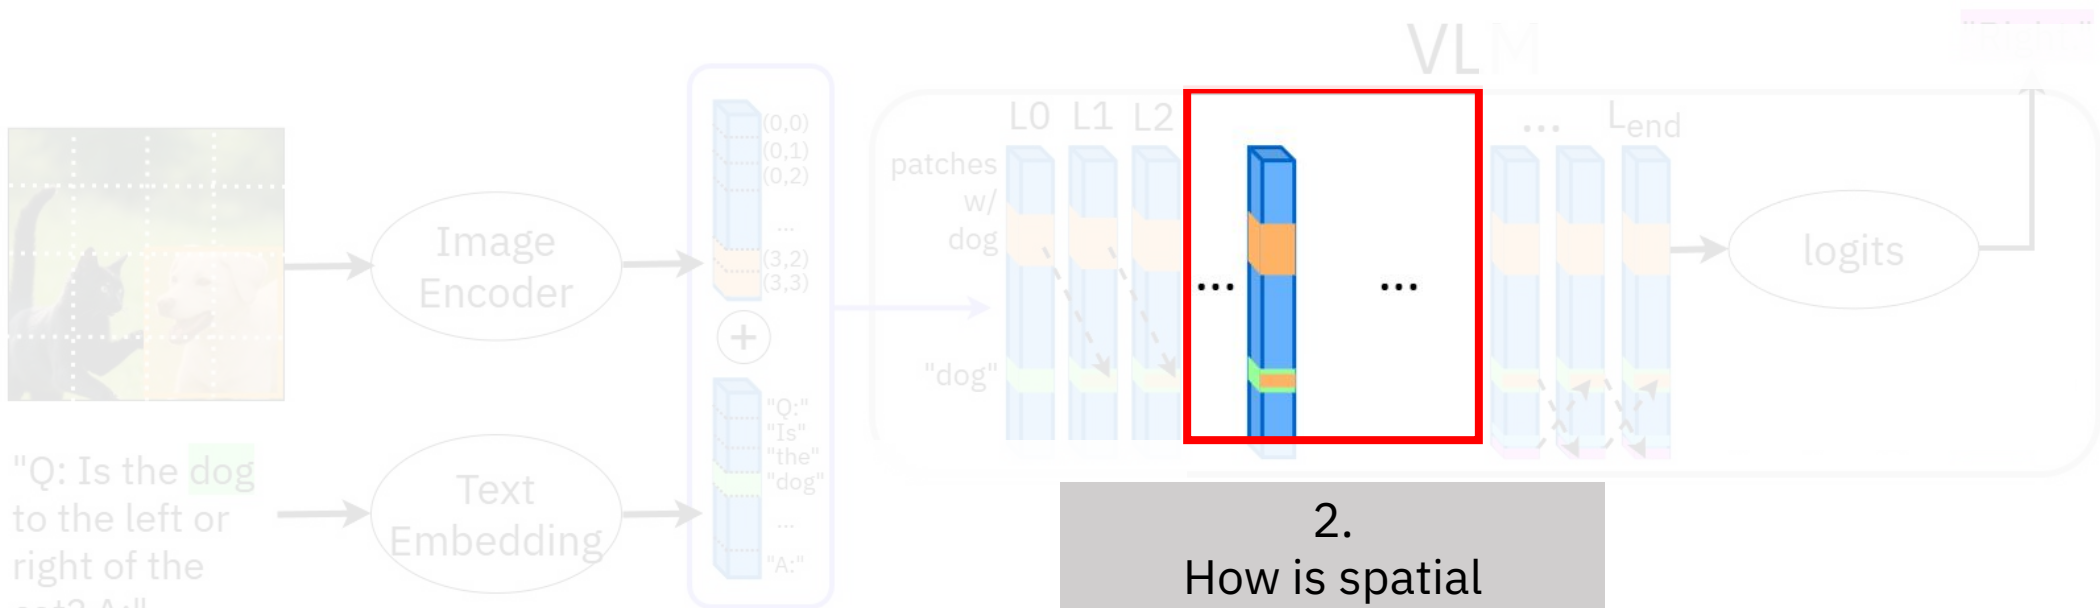 VLM
L0 L1 L2 ... Lend
patches
w/
dog
"dog"
... ...
(0,0)
(0,1)
(0,2)
...
(3,2)
(3,3)
+
Image
Encoder
logits
"Q:"
"Is"
"the"
"dog"
...
"A:"
"Q: Is the dog
to the left or
right of the
cat? A:"
Text
Embedding
2.
How is spatial